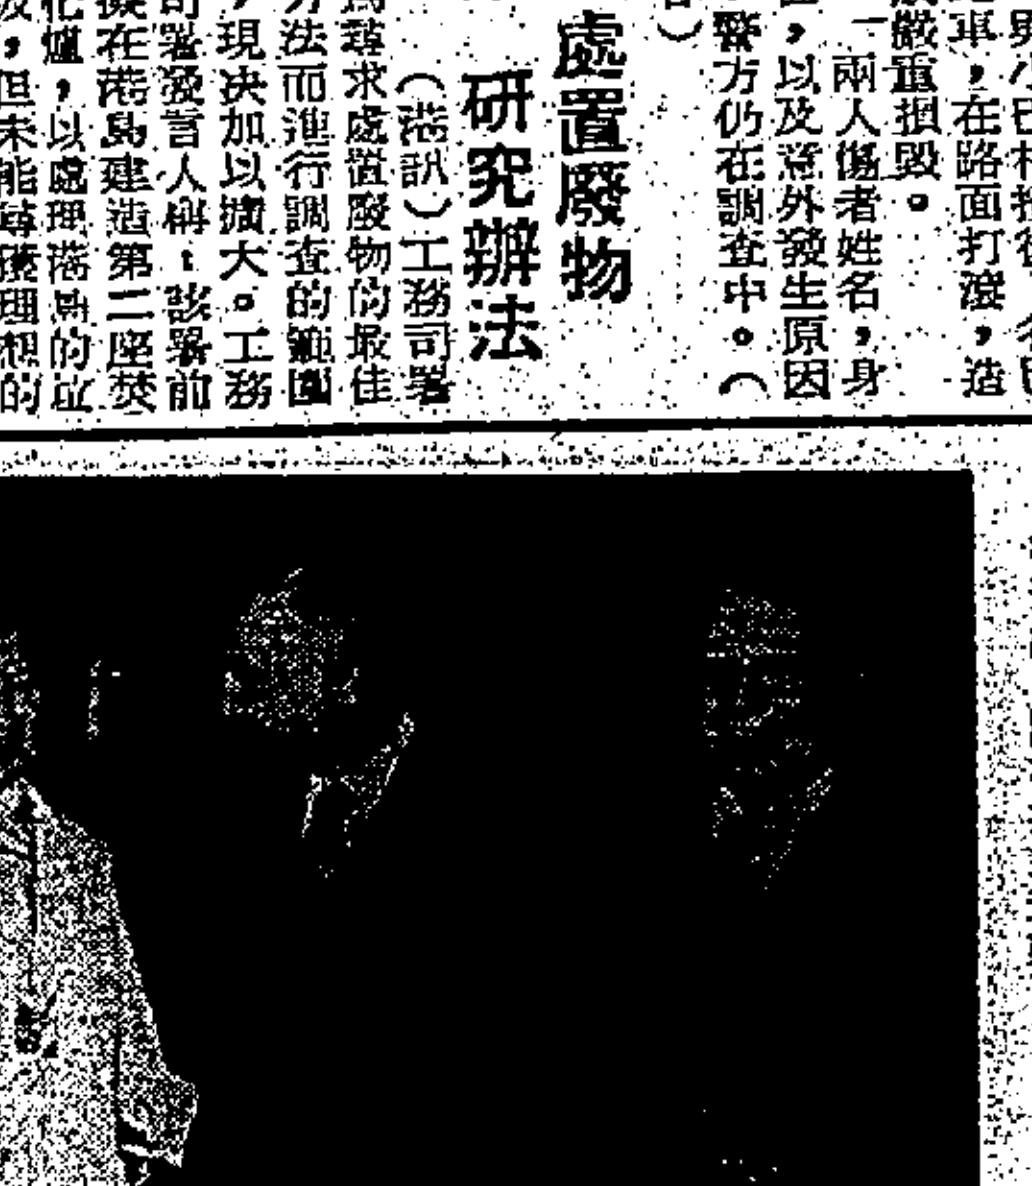 車，在路面打滾，造
嚴重損毀。
一兩人傷者姓名，身
，以及意外發生原因
警方仍在調查中。（
）
處置廢物
研究辦法
（港訊）工務司署
尋求處置廢物的最佳
方法而進行調查的範圍
，現决加以擴大。工務
司署發言人稱：該署前
擬在港島建造第二座焚
化爐，以處理港島的垃
圾，但未能尋獲理想的